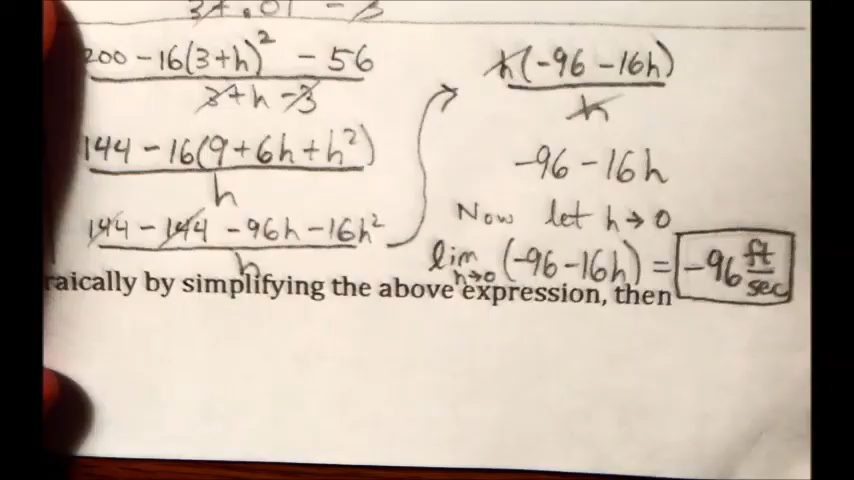 200 - 16(3+h)² - 56
3+h - 3
144 - 16(9 + 6h + h²)
h
144 - 144 - 96h - 16h²
h
h(-96 - 16h)
h
-96 - 16h
Now let h → 0
lim (-96 - 16h) = -96 ft/sec
h→0
raically by simplifying the above expression, then